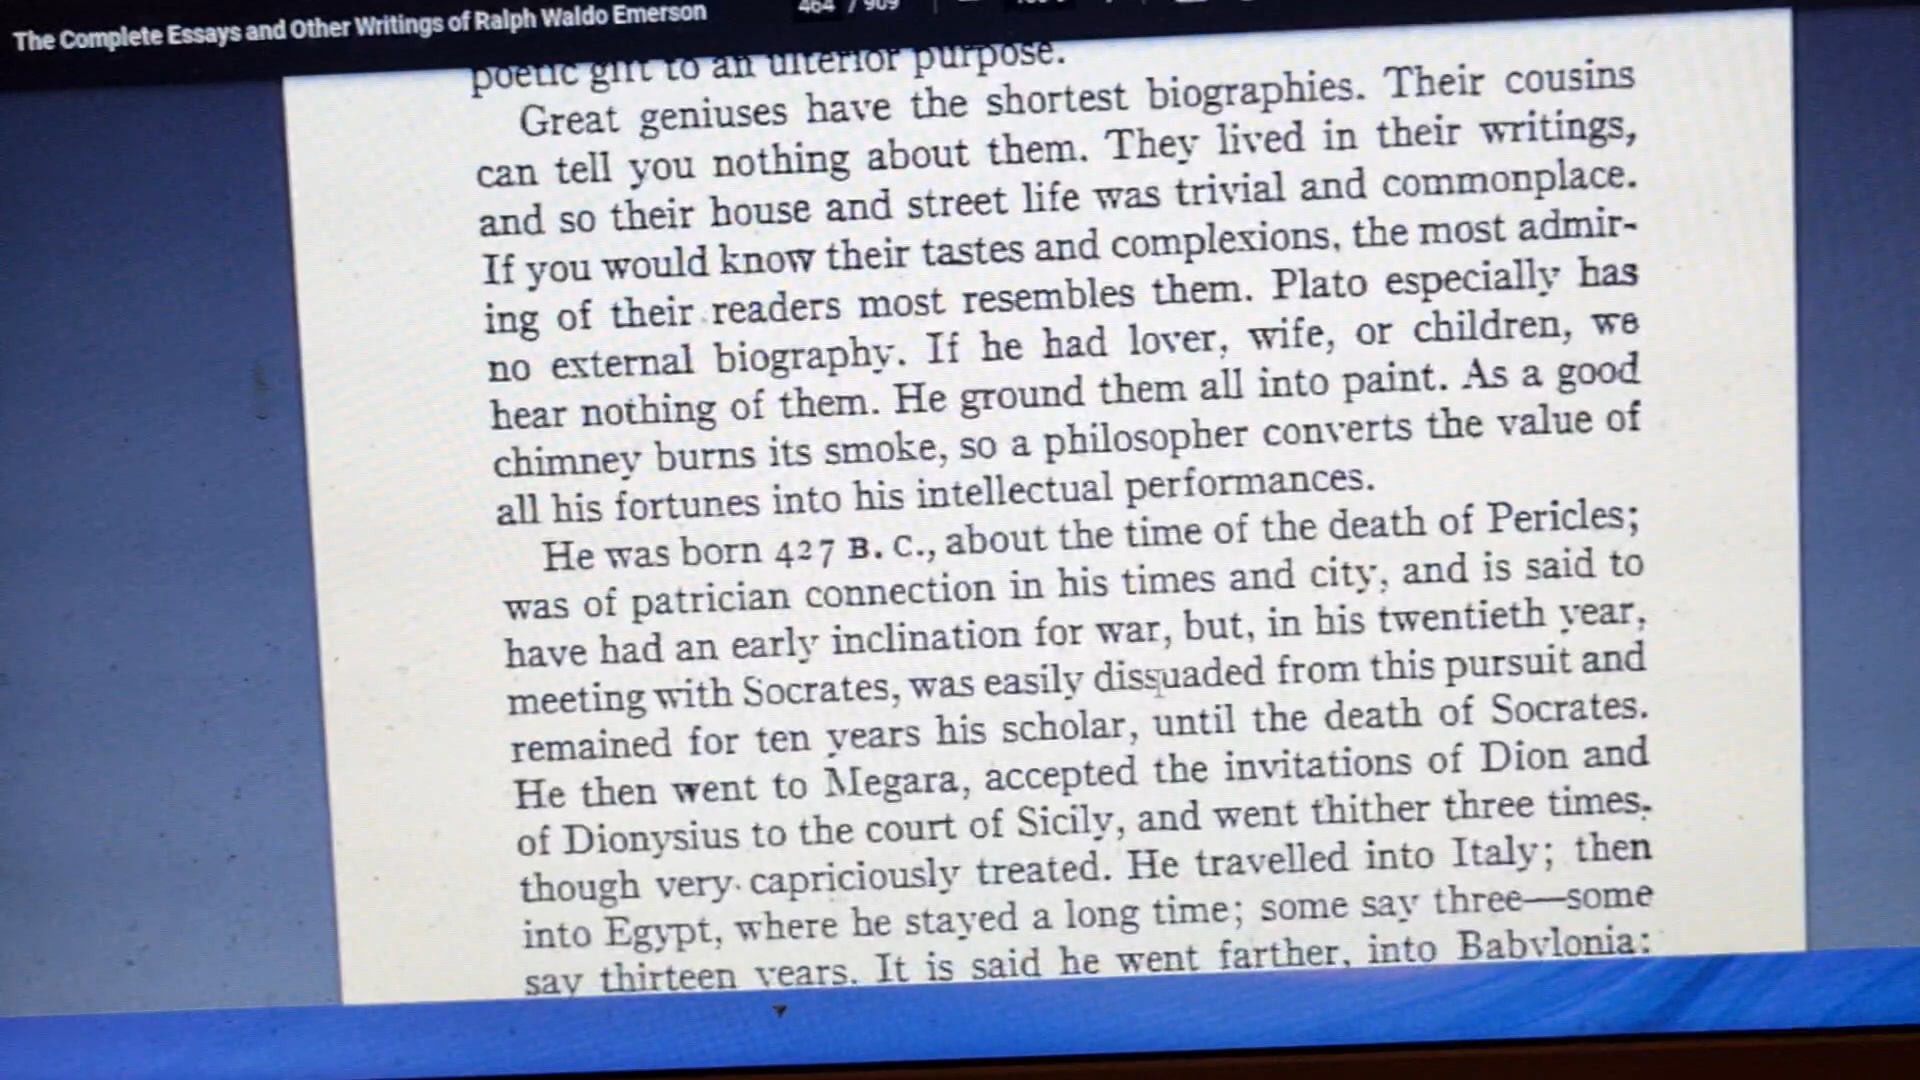 The Complete Essays and Other Writings of Ralph Waldo Emerson
464 / 909
poetic gift to an ulterior purpose.
Great geniuses have the shortest biographies. Their cousins
can tell you nothing about them. They lived in their writings,
and so their house and street life was trivial and commonplace.
If you would know their tastes and complexions, the most admir-
ing of their readers most resembles them. Plato especially has
no external biography. If he had lover, wife, or children, we
hear nothing of them. He ground them all into paint. As a good
chimney burns its smoke, so a philosopher converts the value of
all his fortunes into his intellectual performances.
He was born 427 B. C., about the time of the death of Pericles;
was of patrician connection in his times and city, and is said to
have had an early inclination for war, but, in his twentieth year,
meeting with Socrates, was easily dissuaded from this pursuit and
remained for ten years his scholar, until the death of Socrates.
He then went to Megara, accepted the invitations of Dion and
of Dionysius to the court of Sicily, and went thither three times,
though very capriciously treated. He travelled into Italy; then
into Egypt, where he stayed a long time; some say three—some
say thirteen years. It is said he went farther, into Babylonia: